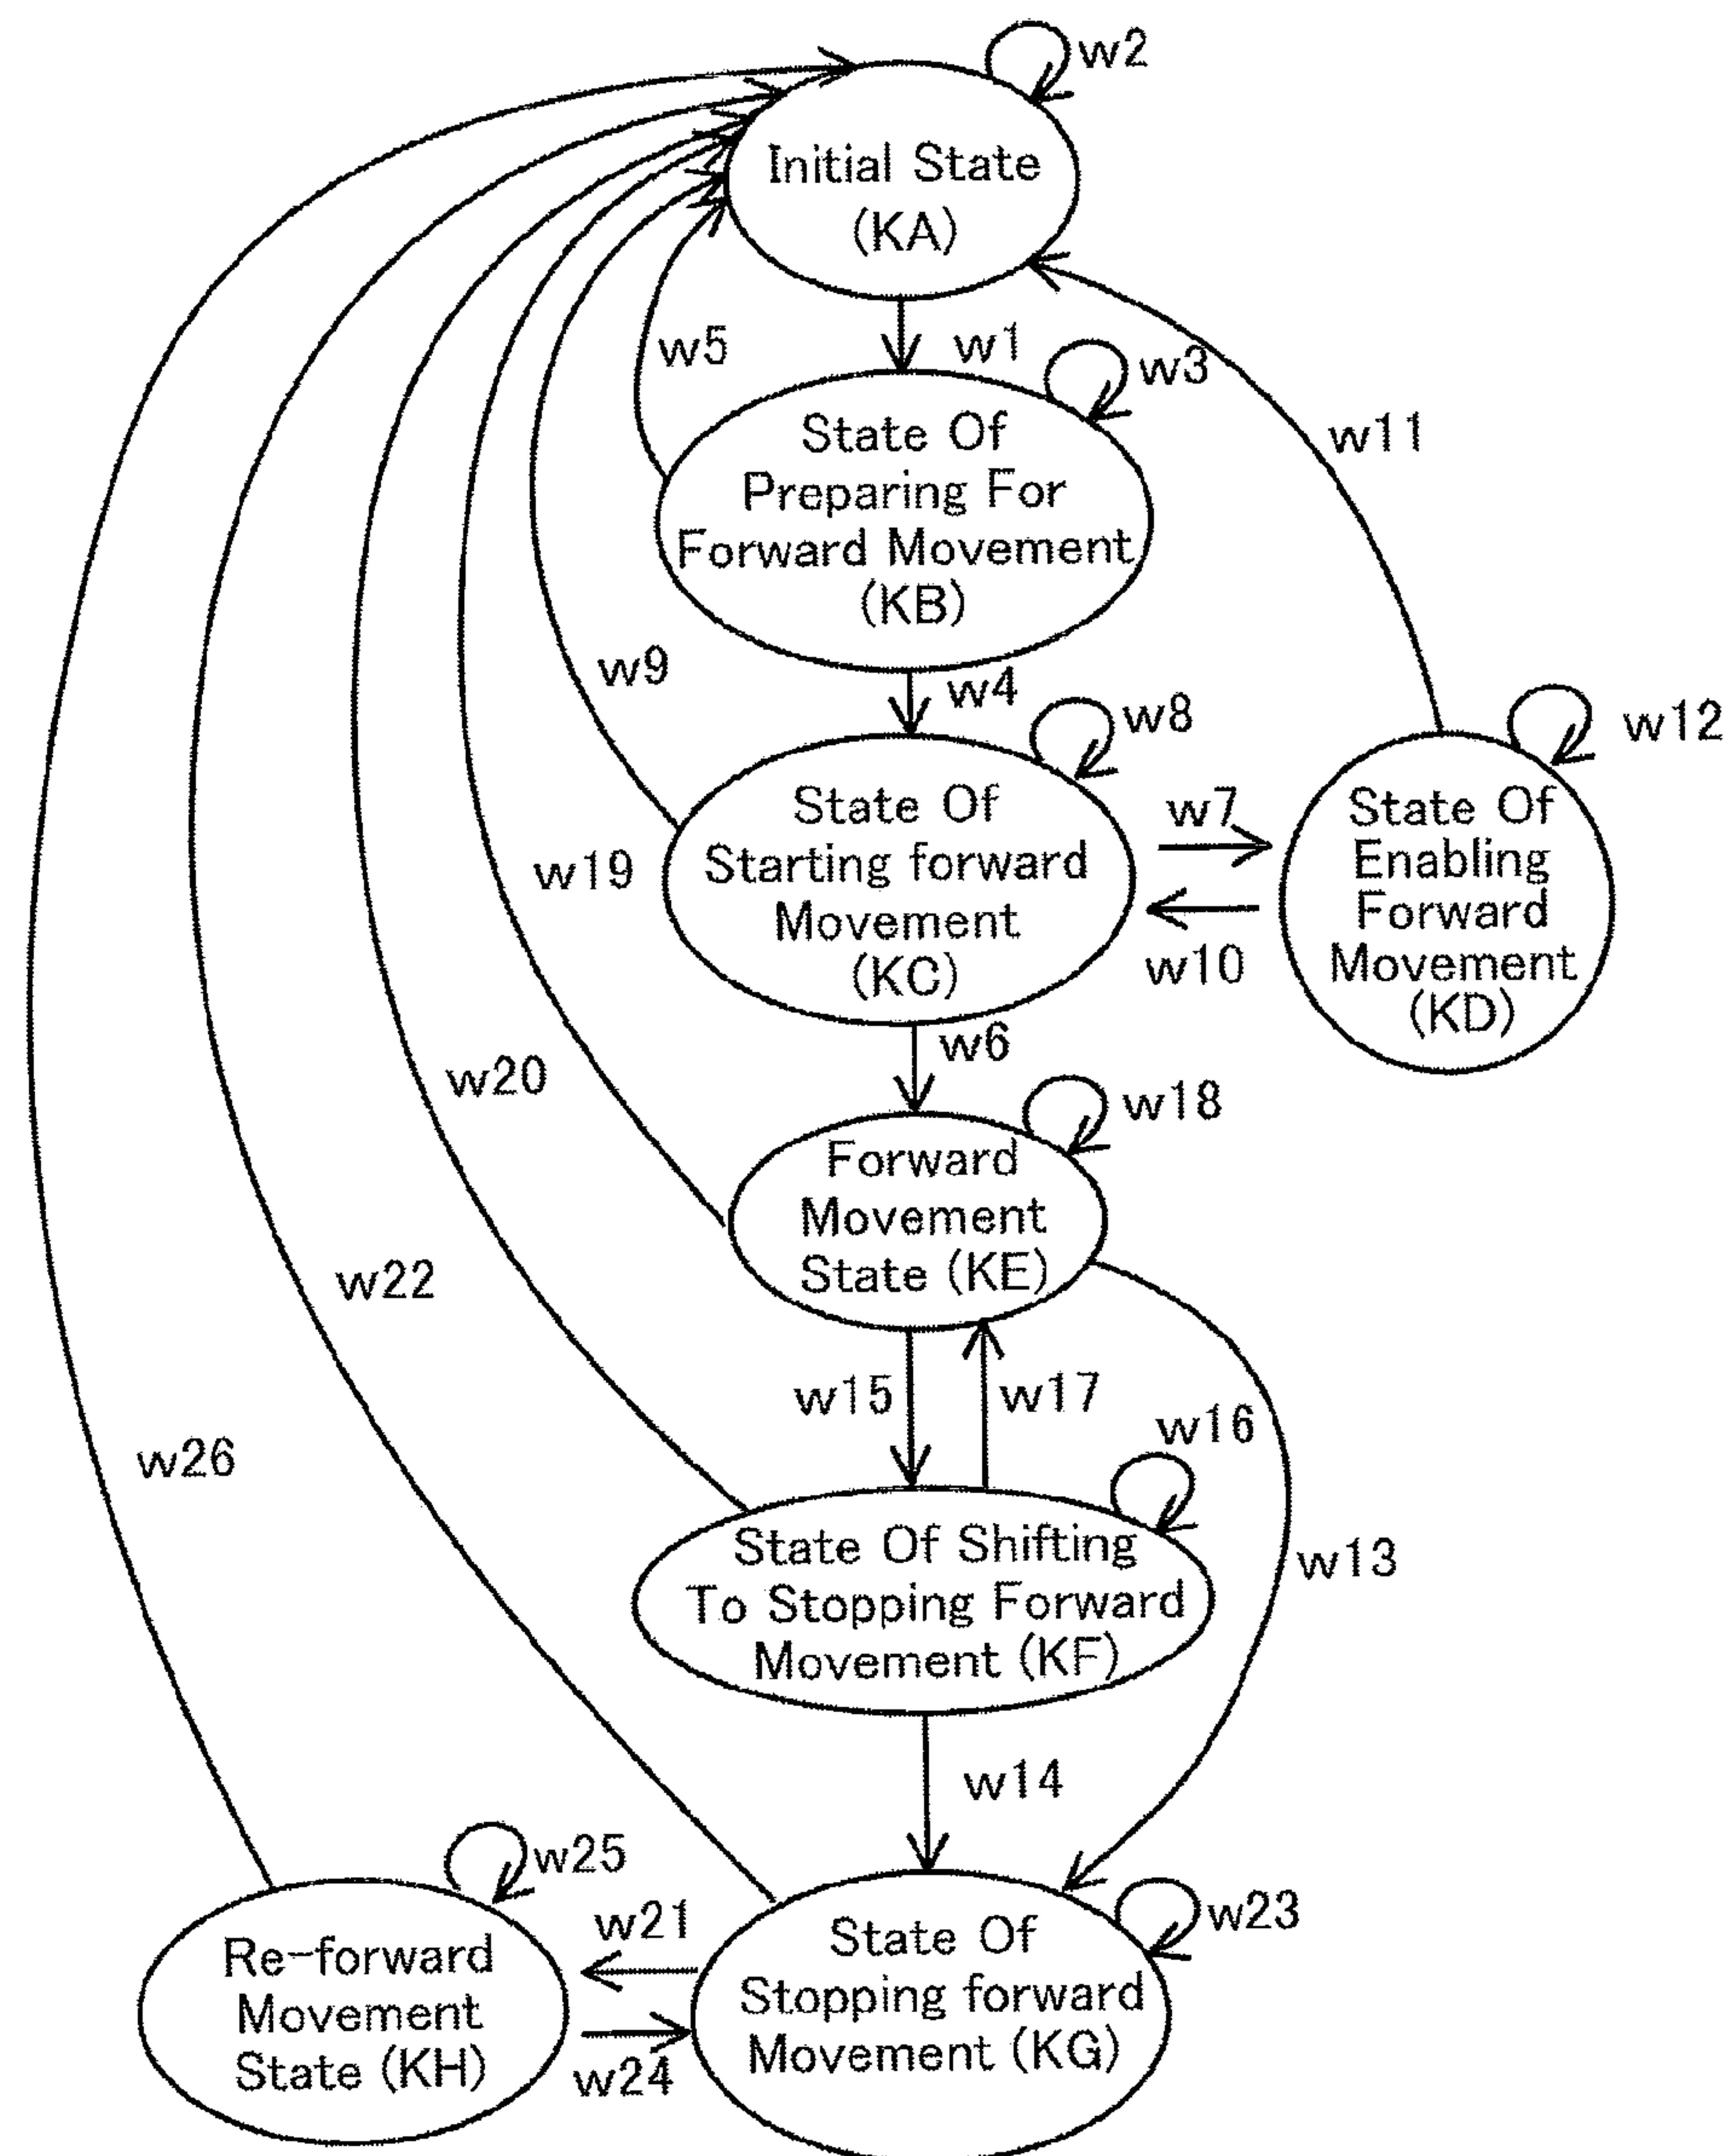 w2
Initial State
(KA)
w5
w1
w3
State Of
Preparing For
Forward Movement
(KB)
w11
w9
w4
w8
w12
State Of
Starting forward
Movement
(KC)
w7
w10
State Of
Enabling
Forward
Movement
(KD)
w19
w6
w20
w18
Forward
Movement
State (KE)
w22
w15
w17
w16
w26
State Of Shifting
To Stopping Forward
Movement (KF)
w13
w14
w25
w21
w23
Re-forward
Movement
State (KH)
w24
State Of
Stopping forward
Movement (KG)